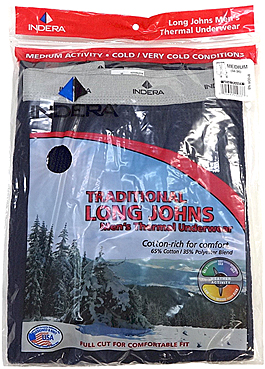 INDERA
Long Johns Men's
Thermal Underwear
MEDIUM ACTIVITY • COLD / VERY COLD CONDITIONS
MEDIUM
INDERA
TRADITIONAL
LONG JOHNS
Men's Thermal Underwear
Cotton-rich for comfort
65% Cotton / 35% Polyester Blend
USA
FULL CUT FOR COMFORTABLE FIT